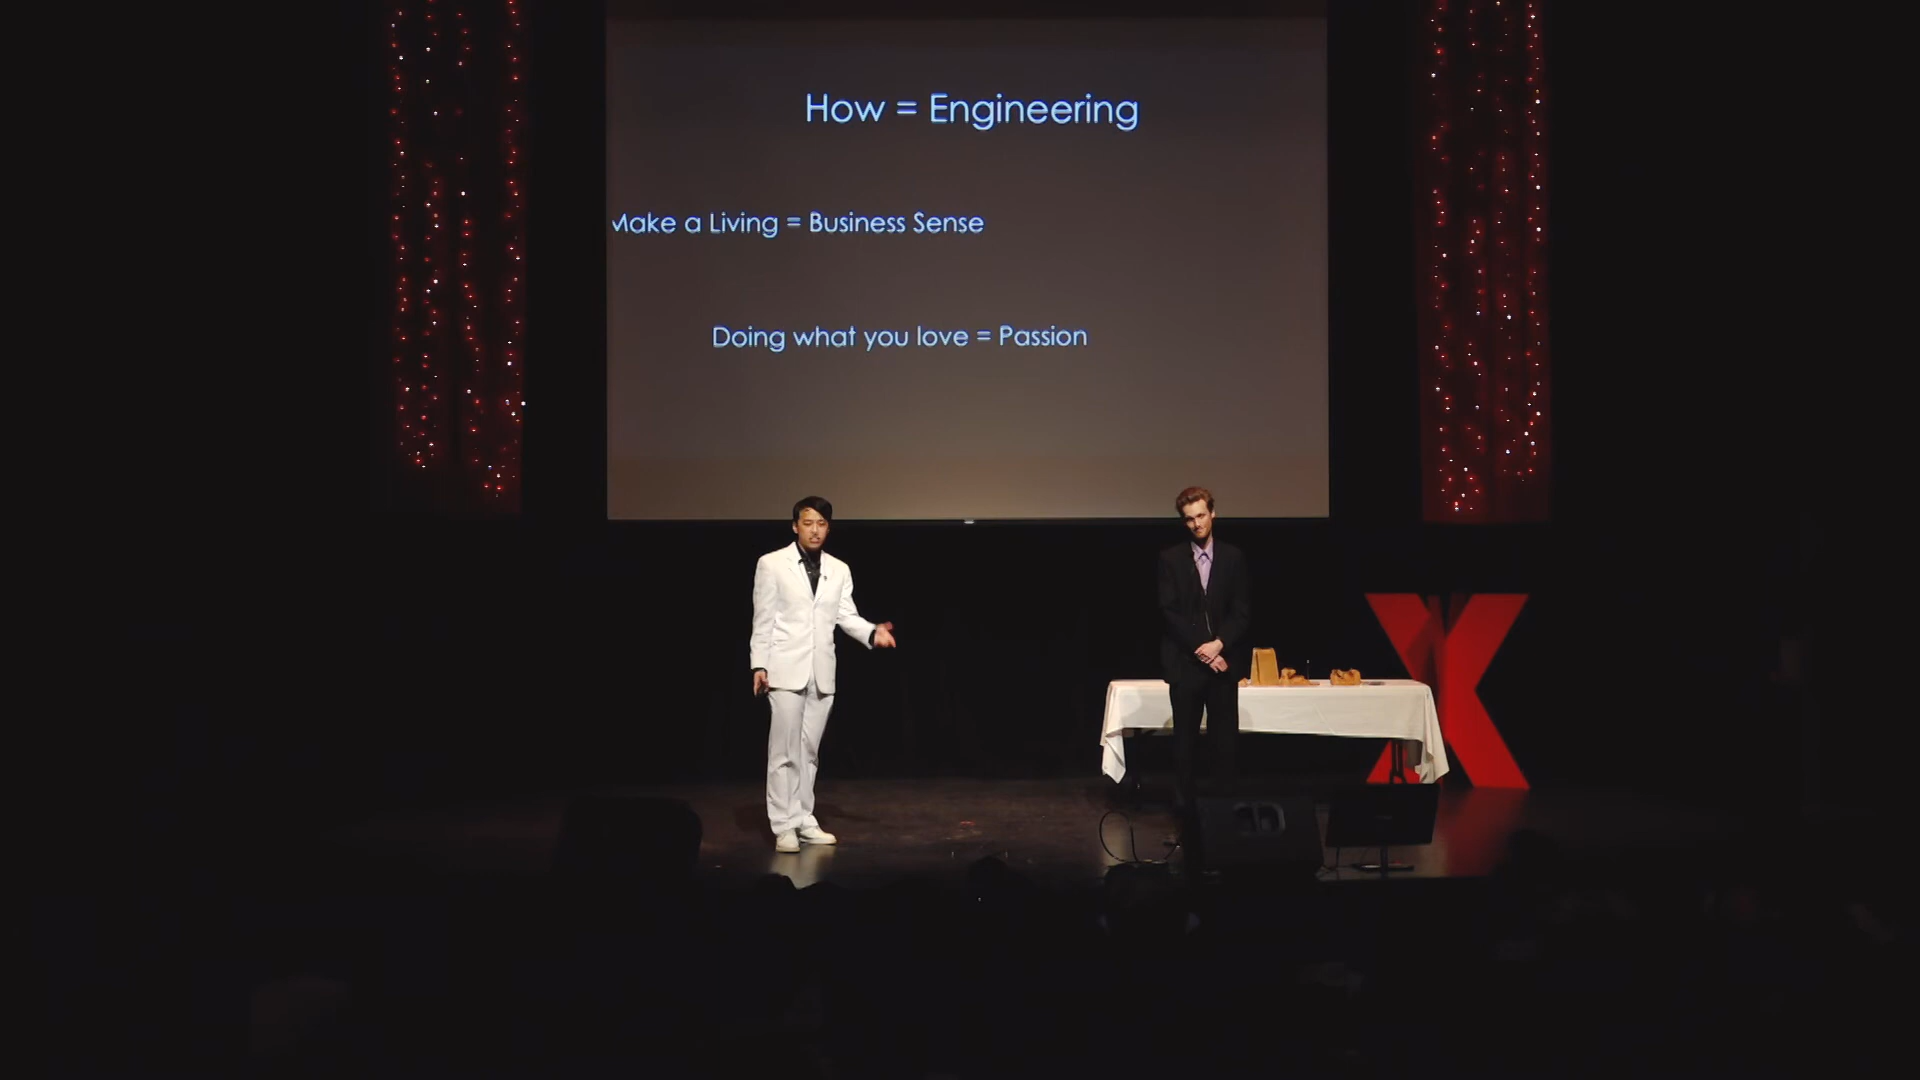 How = Engineering
Make a Living = Business Sense
Doing what you love = Passion
X